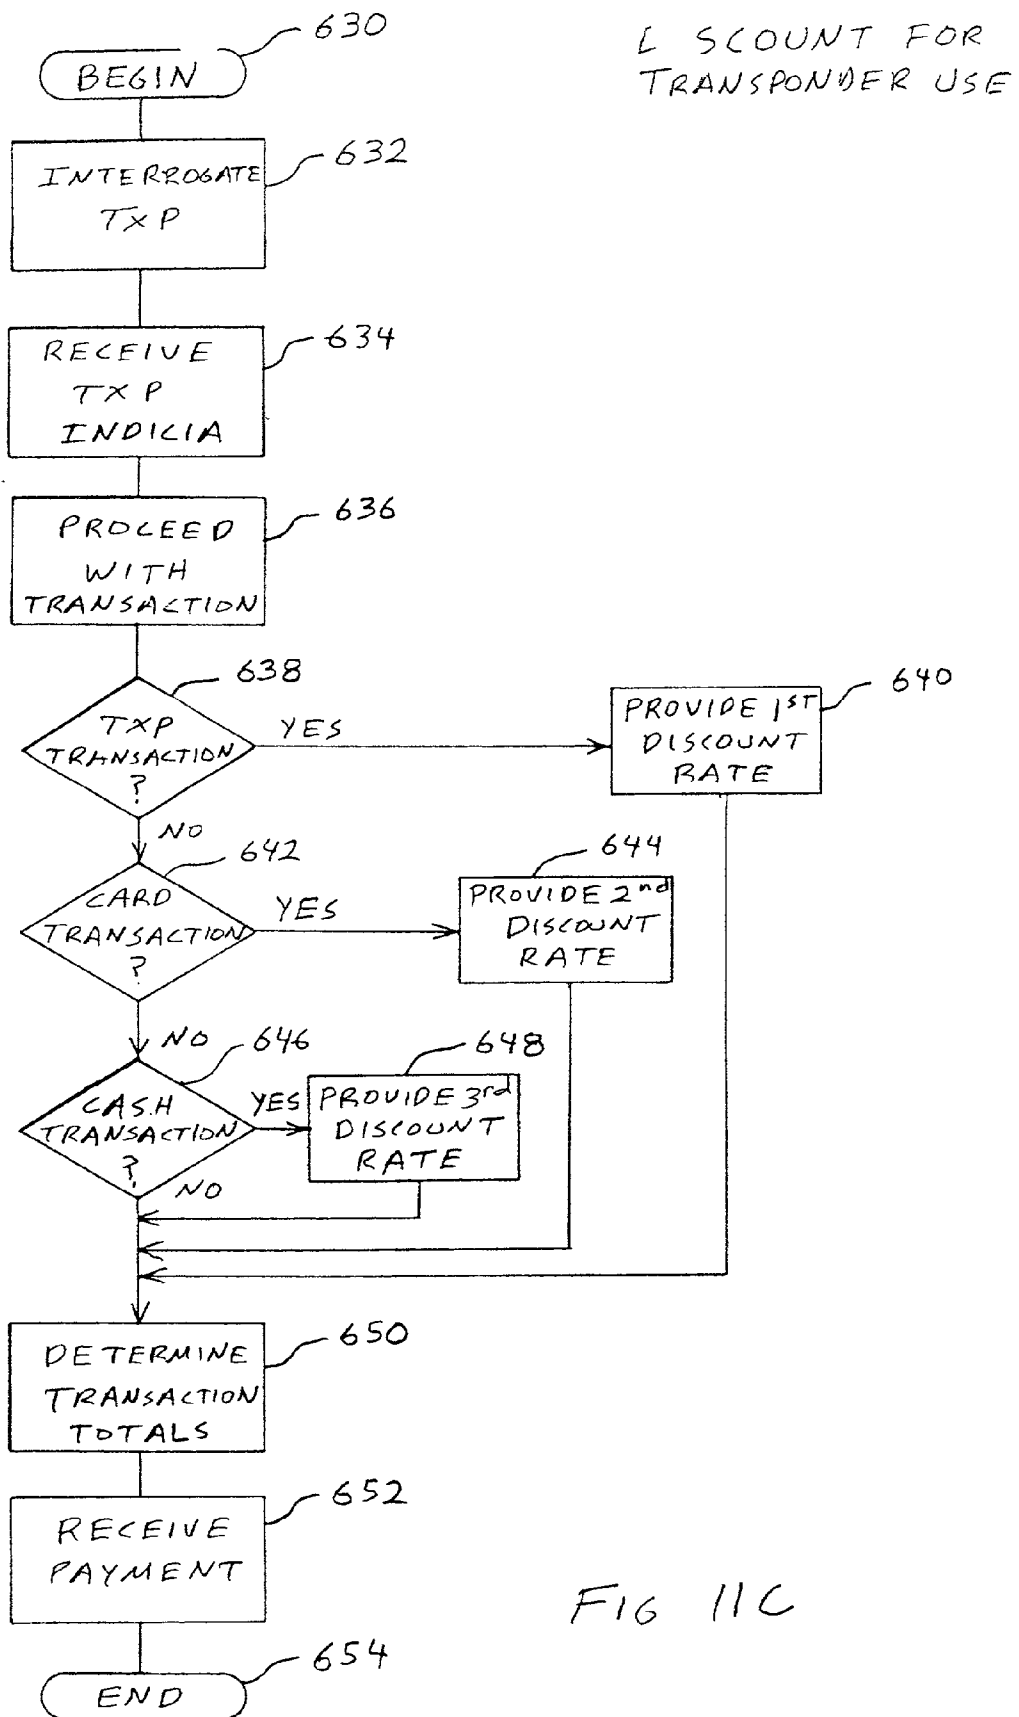 630
L SCOUNT FOR
TRANSPONDER USE
BEGIN
632
INTERROGATE
TXP
634
RECEIVE
TXP
INDICIA
636
PROCEED
WITH
TRANSACTION
638
TXP
TRANSACTION
?
YES
640
PROVIDE 1ST
DISCOUNT
RATE
NO
642
CARD
TRANSACTION
?
YES
644
PROVIDE 2nd
DISCOUNT
RATE
NO
646
CASH
TRANSACTION
?
YES
648
PROVIDE 3rd
DISCOUNT
RATE
NO
650
DETERMINE
TRANSACTION
TOTALS
652
RECEIVE
PAYMENT
654
END
FIG 11C